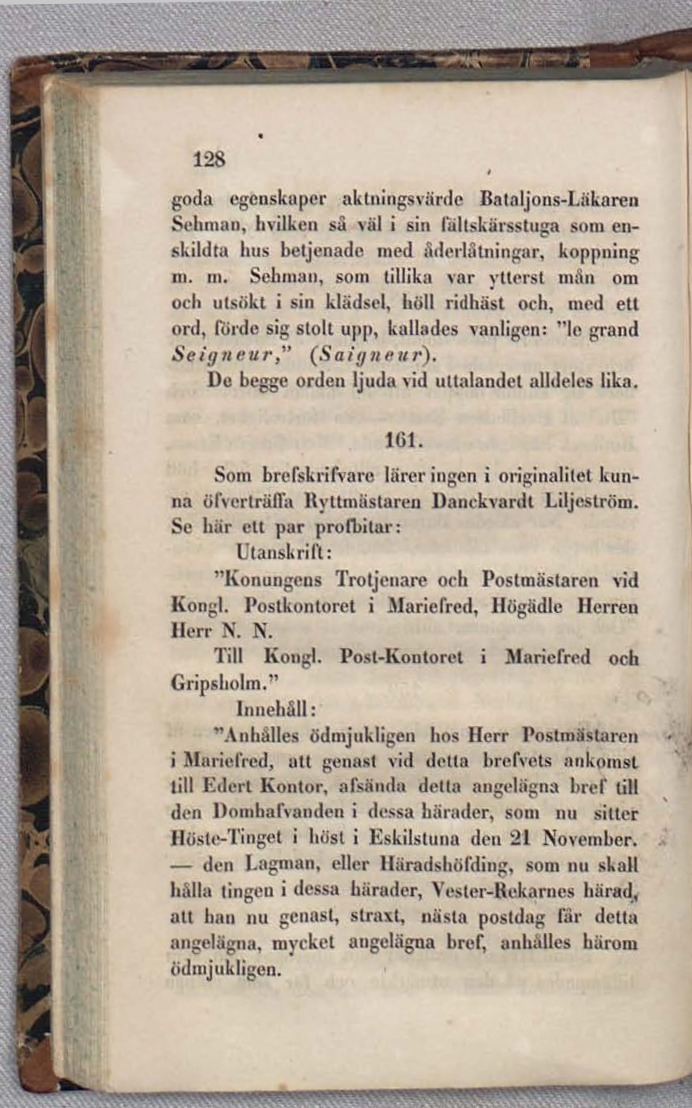 128
goda egenskaper aktningsvärde Bataljons-Läkaren
Sehman, hvilken så väl i sin fältskärsstuga som en-
skildta hus betjenade med åderlåtningar, koppning
m. m. Sehman, som tillika var ytterst mån om
och utsökt i sin klädsel, höll ridhäst och, med ett
ord, förde sig stolt upp, kallades vanligen: ”le grand
Seigneur,” (Saigneur).
De begge orden ljuda vid uttalandet alldeles lika.
161.
Som brefskrifvare lärer ingen i originalitet kun-
na öfverträffa Ryttmästaren Danckvardt Liljeström.
Se här ett par profbitar:
Utanskrift:
”Konungens Trotjenare och Postmästaren vid
Kongl. Postkontoret i Mariefred, Högädle Herren
Herr N. N.
Till Kongl. Post-Kontoret i Mariefred och
Gripsholm.”
Innehåll:
”Anhålles ödmjukligen hos Herr Postmästaren
i Mariefred, att genast vid detta brefvets ankomst
till Edert Kontor, afsända detta angelägna bref till
den Domhafvanden i dessa härader, som nu sitter
Höste-Tinget i höst i Eskilstuna den 21 November.
— den Lagman, eller Häradshöfding, som nu skall
hålla tingen i dessa härader, Vester-Rekarnes härad,
att han nu genast, straxt, nästa postdag får detta
angelägna, mycket angelägna bref, anhålles härom
ödmjukligen.